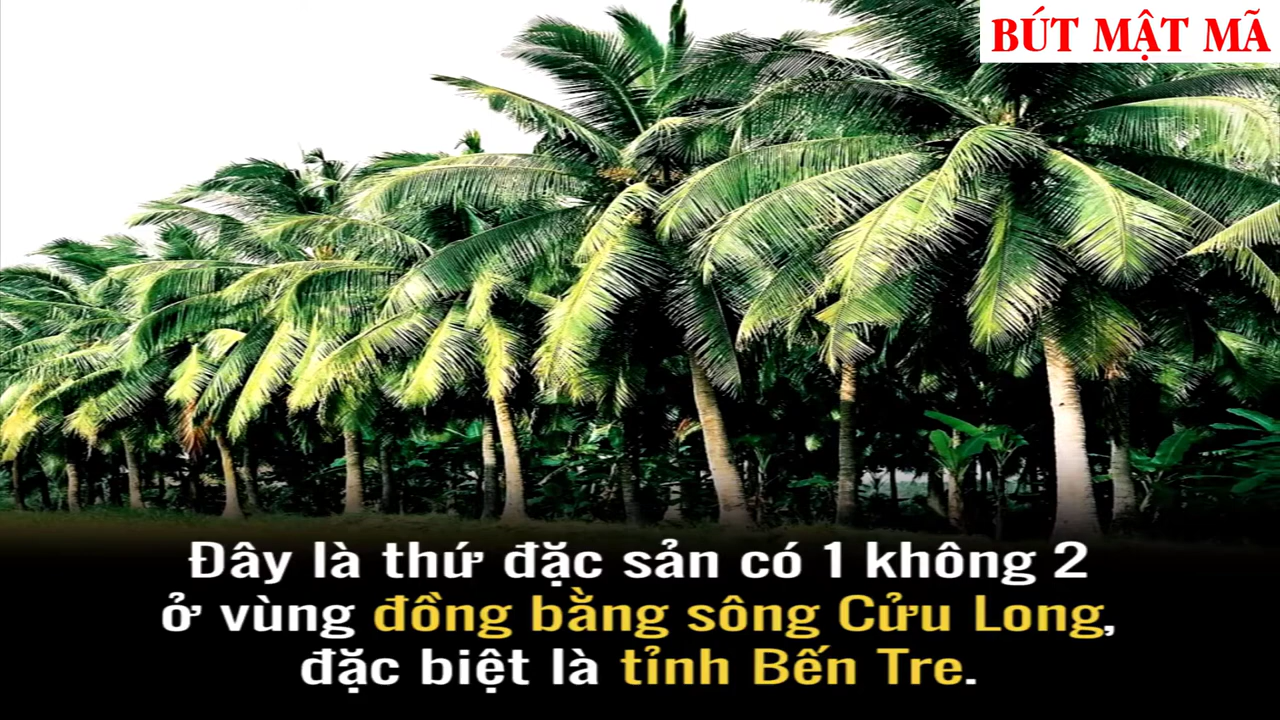 BÚT MẬT MÃ
Đây là thứ đặc sản có 1 không 2
ở vùng đồng bằng sông Cửu Long,
đặc biệt là tỉnh Bến Tre.